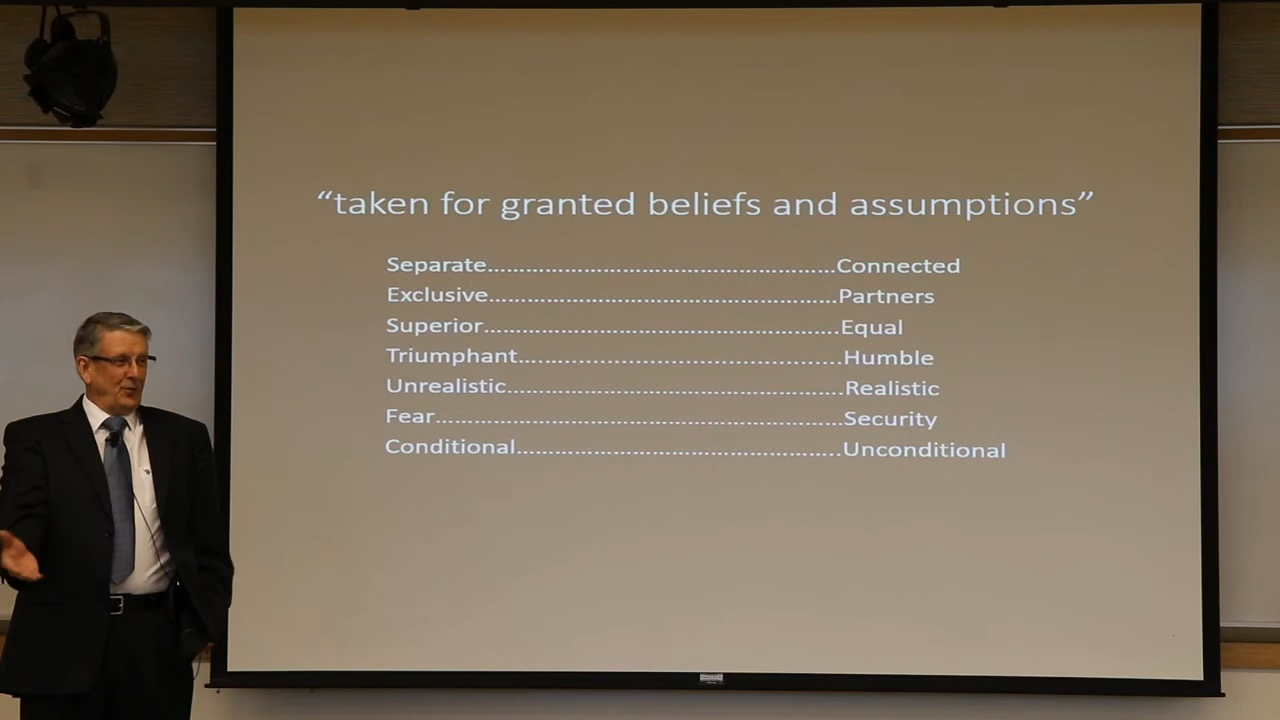 “taken for granted beliefs and assumptions”
Separate......................................................Connected
Exclusive......................................................Partners
Superior.......................................................Equal
Triumphant..................................................Humble
Unrealistic....................................................Realistic
Fear...............................................................Security
Conditional..................................................Unconditional